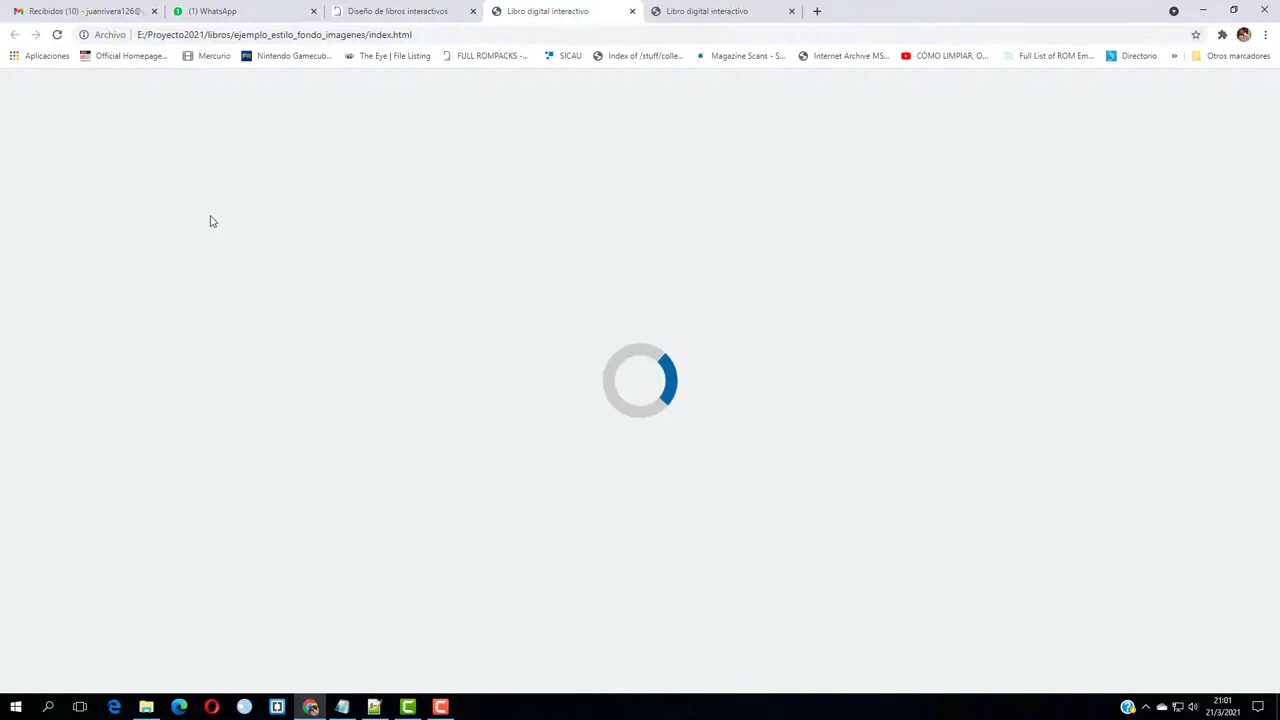 Recibidos (10) - juanrivera126@g
(1) WhatsApp
Diseño de libros interactivos
Libro digital interactivo
Libro digital interactivo
Archivo
E:/Proyecto2021/libros/ejemplo_estilo_fondo_imagenes/index.html
Aplicaciones
Official Homepage...
Mercurio
Nintendo Gamecub...
The Eye | File Listing
FULL ROMPACKS -...
SICAU
Index of /stuff/colle...
Magazine Scans - S...
Internet Archive MS...
CÓMO LIMPIAR, O...
Full List of ROM Em...
Directorio
»
Otros marcadores
21:01
21/3/2021